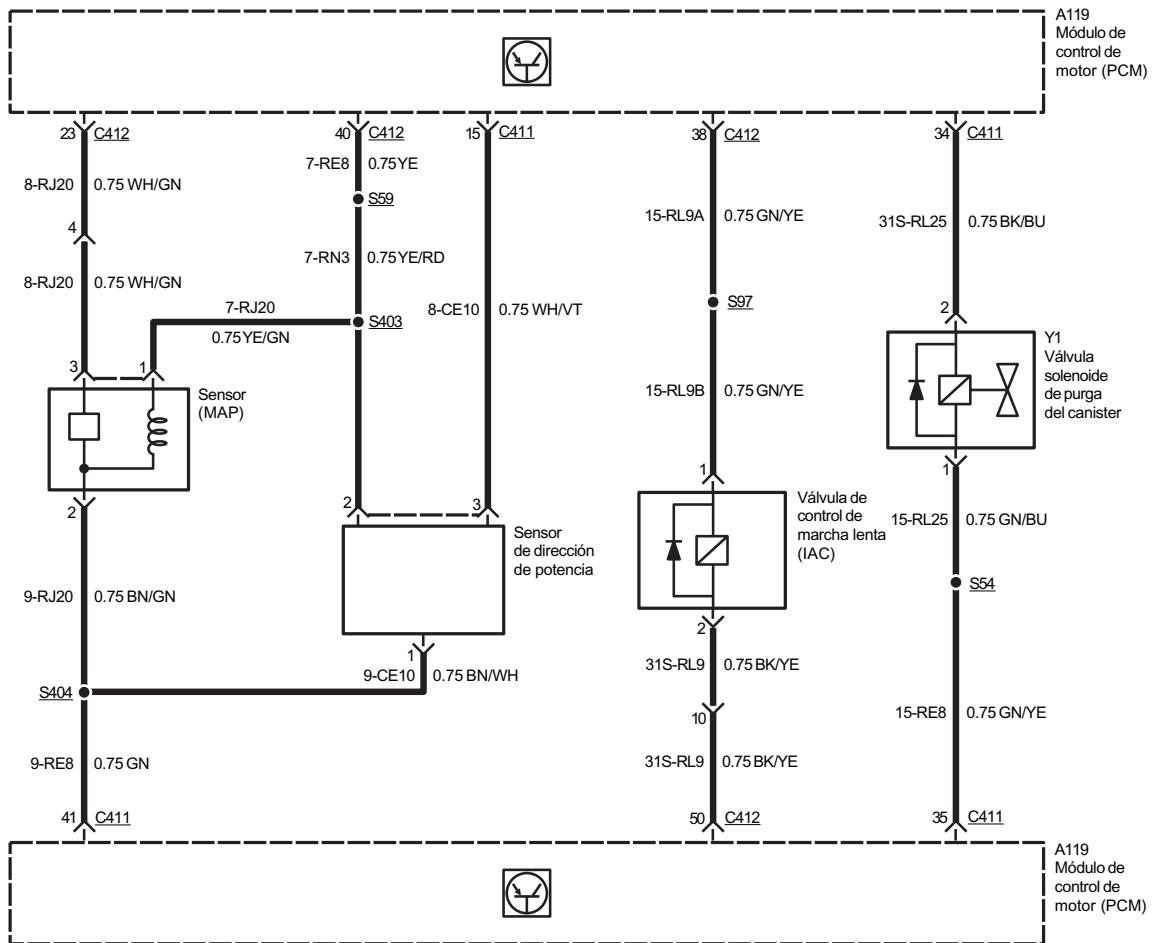 A119
Módulo de
control de
motor (PCM)
23 C412
40 C412
15 C411
38 C412
34 C411
7-RE8 0.75 YE
8-RJ20 0.75 WH/GN
S59
15-RL9A 0.75 GN/YE
31S-RL25 0.75 BK/BU
4
7-RN3 0.75 YE/RD
8-RJ20 0.75 WH/GN
7-RJ20
0.75 YE/GN
S403
8-CE10 0.75 WH/VT
S97
2
Y1
Válvula
solenoide
de purga
del canister
3
1
Sensor
(MAP)
15-RL9B 0.75 GN/YE
1
1
2
2
3
Sensor
de dirección
de potencia
Válvula de
control de
marcha lenta
(IAC)
15-RL25 0.75 GN/BU
S54
9-RJ20 0.75 BN/GN
2
1
9-CE10 0.75 BN/WH
31S-RL9 0.75 BK/YE
S404
10
15-RE8 0.75 GN/YE
9-RE8 0.75 GN
31S-RL9 0.75 BK/YE
41 C411
50 C412
35 C411
A119
Módulo de
control de
motor (PCM)